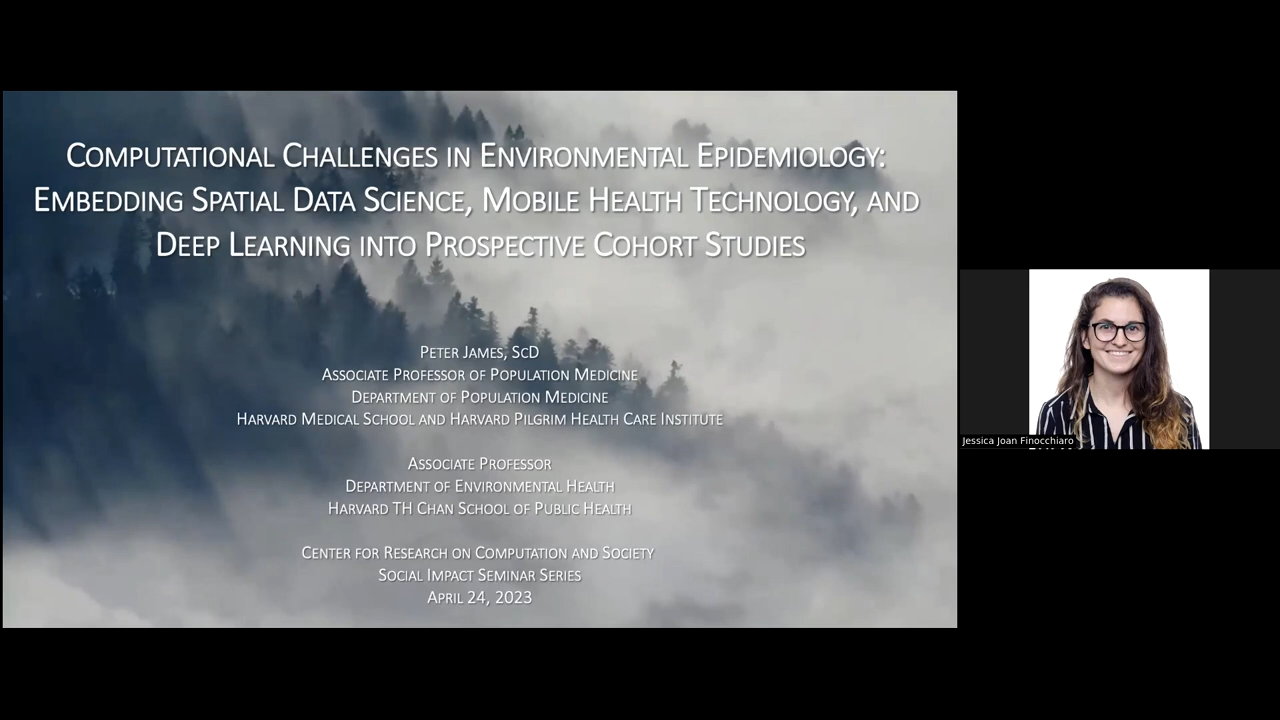 Computational Challenges in Environmental Epidemiology:
Embedding Spatial Data Science, Mobile Health Technology, and
Deep Learning into Prospective Cohort Studies
Peter James, ScD
Associate Professor of Population Medicine
Department of Population Medicine
Harvard Medical School and Harvard Pilgrim Health Care Institute
Associate Professor
Department of Environmental Health
Harvard TH Chan School of Public Health
Center for Research on Computation and Society
Social Impact Seminar Series
April 24, 2023
Jessica Joan Finocchiaro